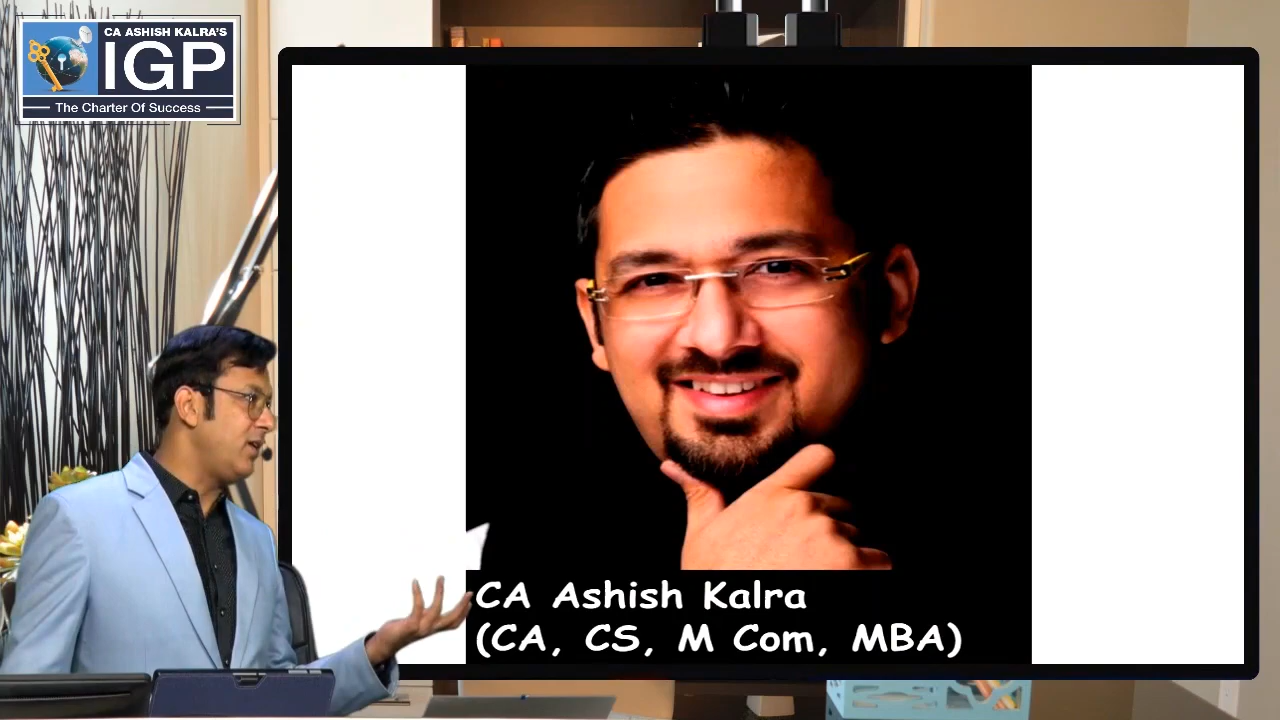 CA ASHISH KALRA'S
IGP
The Charter Of Success
CA Ashish Kalra
(CA, CS, M Com, MBA)